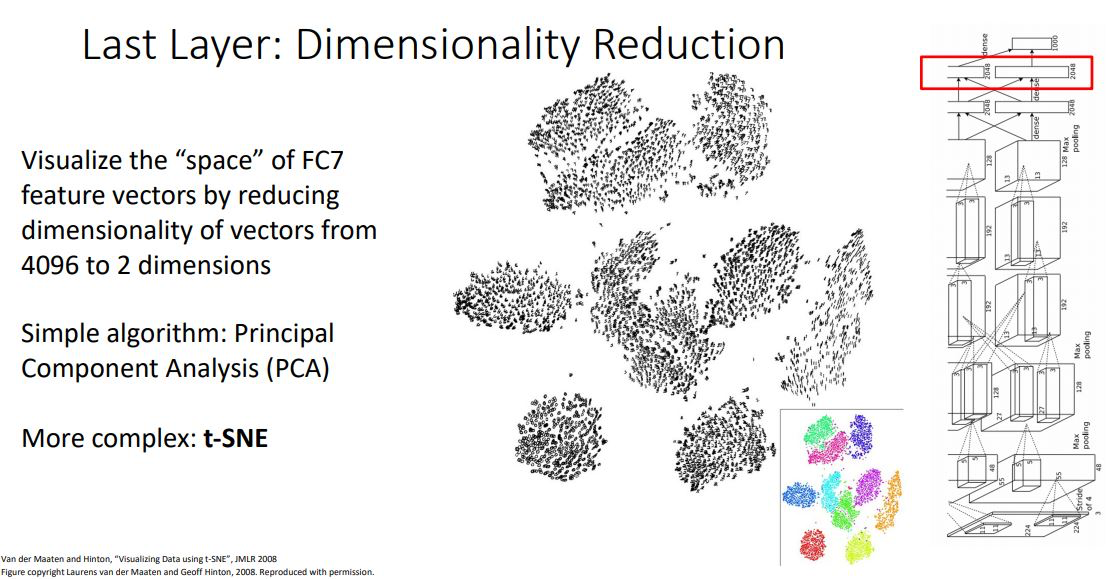 Last Layer: Dimensionality Reduction
Visualize the “space” of FC7
feature vectors by reducing
dimensionality of vectors from
4096 to 2 dimensions
Simple algorithm: Principal
Component Analysis (PCA)
More complex: t-SNE
Van der Maaten and Hinton, “Visualizing Data using t-SNE”, JMLR 2008
Figure copyright Laurens van der Maaten and Geoff Hinton, 2008. Reproduced with permission.
dense
1000
2048
2048
dense
2048
2048
dense
128
Max
pooling
128
13
13
192
192
13
13
192
192
13
13
Max
pooling
128
128
27
27
Max
pooling
48
48
55
55
Stride
of 4
11
11
224
224
3